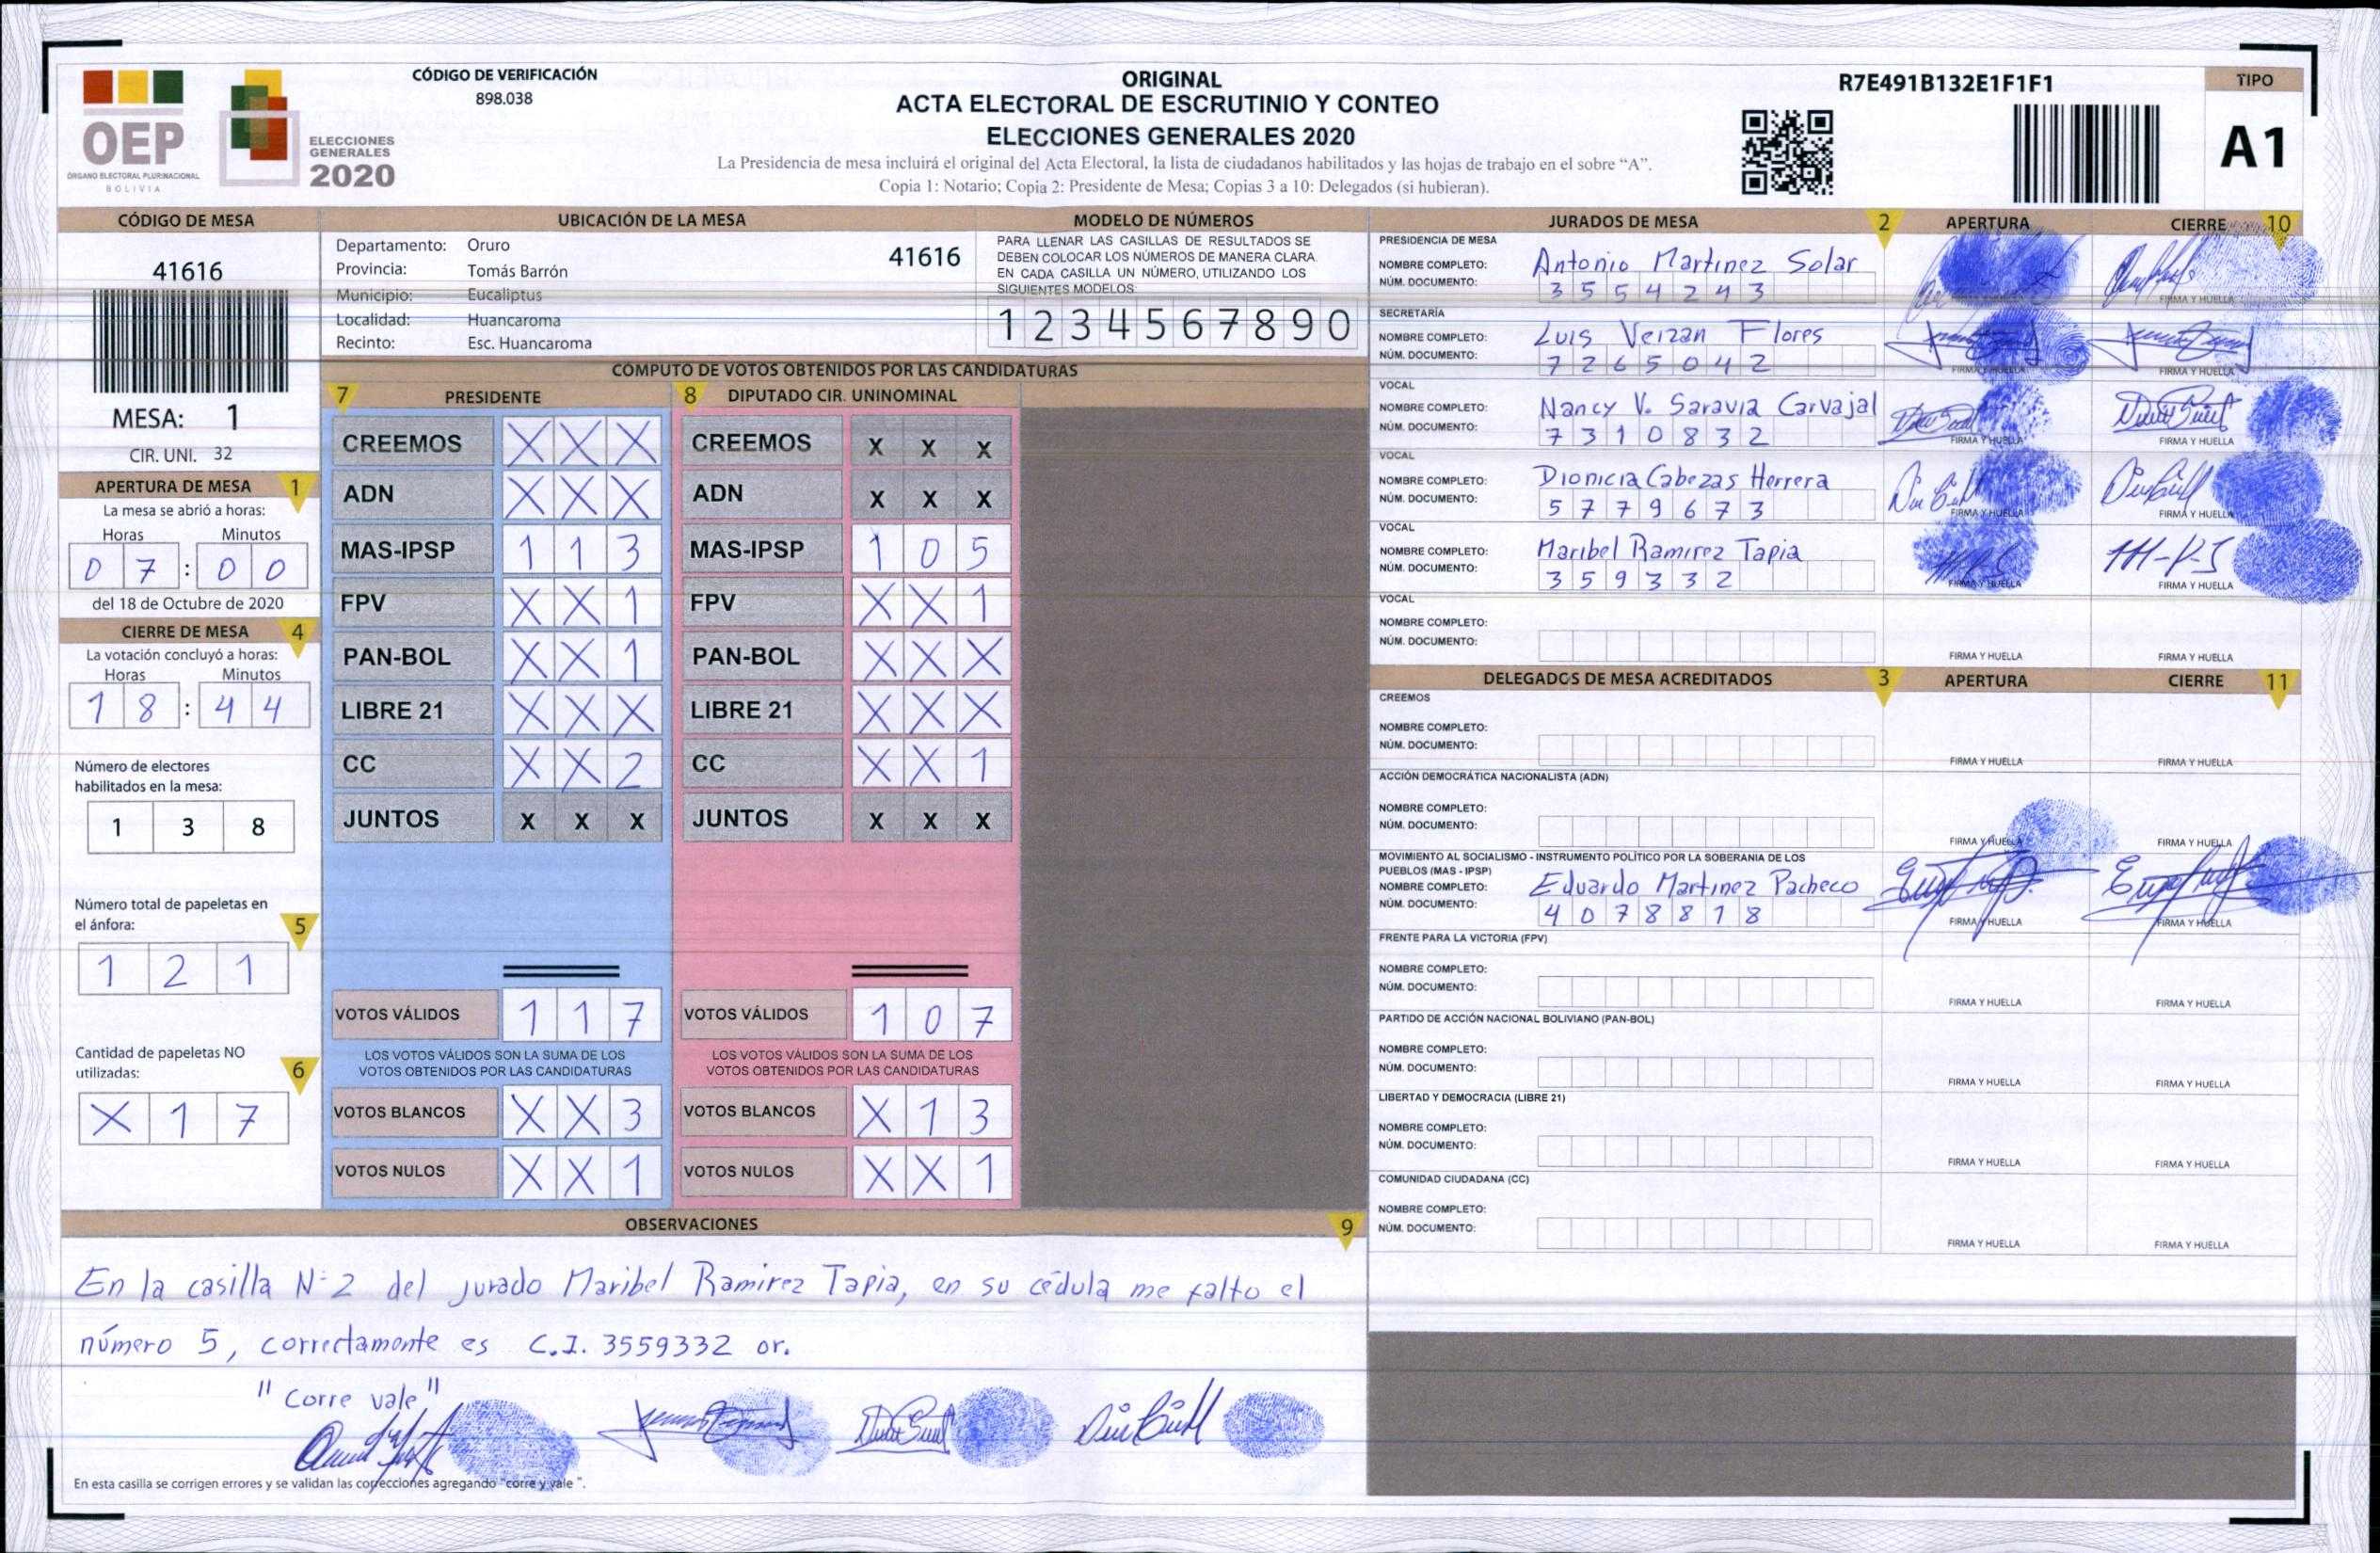 CÓDIGO DE VERIFICACIÓN
898.038
OEP
ÓRGANO ELECTORAL PLURINACIONAL
BOLIVIA
ELECCIONES
GENERALES
2020
ORIGINAL
ACTA ELECTORAL DE ESCRUTINIO Y CONTEO
ELECCIONES GENERALES 2020
La Presidencia de mesa incluirá el original del Acta Electoral, la lista de ciudadanos habilitados y las hojas de trabajo en el sobre “A”.
Copia 1: Notario; Copia 2: Presidente de Mesa; Copias 3 a 10: Delegados (si hubieran).
R7E491B132E1F1F1
TIPO
A1
CÓDIGO DE MESA
41616
MESA: 1
CIR. UNI. 32
UBICACIÓN DE LA MESA
Departamento: Oruro
Provincia: Tomás Barrón
Municipio: Eucaliptus
Localidad: Huancaroma
Recinto: Esc. Huancaroma
41616
MODELO DE NÚMEROS
PARA LLENAR LAS CASILLAS DE RESULTADOS SE
DEBEN COLOCAR LOS NÚMEROS DE MANERA CLARA.
EN CADA CASILLA UN NÚMERO, UTILIZANDO LOS
SIGUIENTES MODELOS:
1 2 3 4 5 6 7 8 9 0
APERTURA DE MESA 1
La mesa se abrió a horas:
Horas Minutos
0 7 : 0 0
del 18 de Octubre de 2020
CIERRE DE MESA 4
La votación concluyó a horas:
Horas Minutos
1 8 : 4 4
Número de electores
habilitados en la mesa:
1 3 8
Número total de papeletas en
el ánfora: 5
1 2 1
Cantidad de papeletas NO
utilizadas: 6
X 1 7
CÓMPUTO DE VOTOS OBTENIDOS POR LAS CANDIDATURAS
7 PRESIDENTE
CREEMOS X X X
ADN X X X
MAS-IPSP 1 1 3
FPV X X 1
PAN-BOL X X 1
LIBRE 21 X X X
CC X X 2
JUNTOS X X X
VOTOS VÁLIDOS 1 1 7
LOS VOTOS VÁLIDOS SON LA SUMA DE LOS
VOTOS OBTENIDOS POR LAS CANDIDATURAS
VOTOS BLANCOS X X 3
VOTOS NULOS X X 1
8 DIPUTADO CIR. UNINOMINAL
CREEMOS X X X
ADN X X X
MAS-IPSP 1 0 5
FPV X X 1
PAN-BOL X X X
LIBRE 21 X X X
CC X X 1
JUNTOS X X X
VOTOS VÁLIDOS 1 0 7
LOS VOTOS VÁLIDOS SON LA SUMA DE LOS
VOTOS OBTENIDOS POR LAS CANDIDATURAS
VOTOS BLANCOS X 1 3
VOTOS NULOS X X 1
OBSERVACIONES 9
En la casilla N° 2 del jurado Maribel Ramirez Tapia, en su cédula me falto el
número 5, correctamente es C.I. 3559332 or.
"Corre vale"
En esta casilla se corrigen errores y se validan las correcciones agregando "corre y vale".
JURADOS DE MESA 2 APERTURA CIERRE 10
PRESIDENCIA DE MESA
NOMBRE COMPLETO: Antonio Martinez Solar
NÚM. DOCUMENTO: 3 5 5 4 2 4 3
FIRMA Y HUELLA
SECRETARÍA
NOMBRE COMPLETO: Luis Veizan Flores
NÚM. DOCUMENTO: 7 2 6 5 0 4 2
FIRMA Y HUELLA FIRMA Y HUELLA
VOCAL
NOMBRE COMPLETO: Nancy V. Saravia Carvajal
NÚM. DOCUMENTO: 7 3 1 0 8 3 2
FIRMA Y HUELLA FIRMA Y HUELLA
VOCAL
NOMBRE COMPLETO: Dionicia Cabezas Herrera
NÚM. DOCUMENTO: 5 7 7 9 6 7 3
FIRMA Y HUELLA FIRMA Y HUELLA
VOCAL
NOMBRE COMPLETO: Maribel Ramirez Tapia
NÚM. DOCUMENTO: 3 5 9 3 3 2
FIRMA Y HUELLA FIRMA Y HUELLA
VOCAL
NOMBRE COMPLETO:
NÚM. DOCUMENTO:
FIRMA Y HUELLA FIRMA Y HUELLA
DELEGADOS DE MESA ACREDITADOS 3 APERTURA CIERRE 11
CREEMOS
NOMBRE COMPLETO:
NÚM. DOCUMENTO:
FIRMA Y HUELLA FIRMA Y HUELLA
ACCIÓN DEMOCRÁTICA NACIONALISTA (ADN)
NOMBRE COMPLETO:
NÚM. DOCUMENTO:
FIRMA Y HUELLA FIRMA Y HUELLA
MOVIMIENTO AL SOCIALISMO - INSTRUMENTO POLÍTICO POR LA SOBERANIA DE LOS
PUEBLOS (MAS - IPSP)
NOMBRE COMPLETO: Eduardo Martinez Pacheco
NÚM. DOCUMENTO: 4 0 7 8 8 1 8
FIRMA Y HUELLA FIRMA Y HUELLA
FRENTE PARA LA VICTORIA (FPV)
NOMBRE COMPLETO:
NÚM. DOCUMENTO:
FIRMA Y HUELLA FIRMA Y HUELLA
PARTIDO DE ACCIÓN NACIONAL BOLIVIANO (PAN-BOL)
NOMBRE COMPLETO:
NÚM. DOCUMENTO:
FIRMA Y HUELLA FIRMA Y HUELLA
LIBERTAD Y DEMOCRACIA (LIBRE 21)
NOMBRE COMPLETO:
NÚM. DOCUMENTO:
FIRMA Y HUELLA FIRMA Y HUELLA
COMUNIDAD CIUDADANA (CC)
NOMBRE COMPLETO:
NÚM. DOCUMENTO:
FIRMA Y HUELLA FIRMA Y HUELLA